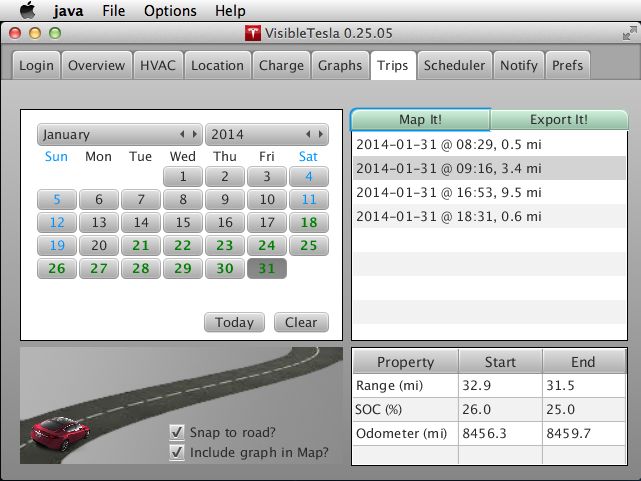 java File Options Help
VisibleTesla 0.25.05
Login Overview HVAC Location Charge Graphs Trips Scheduler Notify Prefs
January 2014
Sun Mon Tue Wed Thu Fri Sat
1 2 3 4
5 6 7 8 9 10 11
12 13 14 15 16 17 18
19 20 21 22 23 24 25
26 27 28 29 30 31
Today Clear
Map It! Export It!
2014-01-31 @ 08:29, 0.5 mi
2014-01-31 @ 09:16, 3.4 mi
2014-01-31 @ 16:53, 9.5 mi
2014-01-31 @ 18:31, 0.6 mi
Snap to road?
Include graph in Map?
Property Start End
Range (mi) 32.9 31.5
SOC (%) 26.0 25.0
Odometer (mi) 8456.3 8459.7